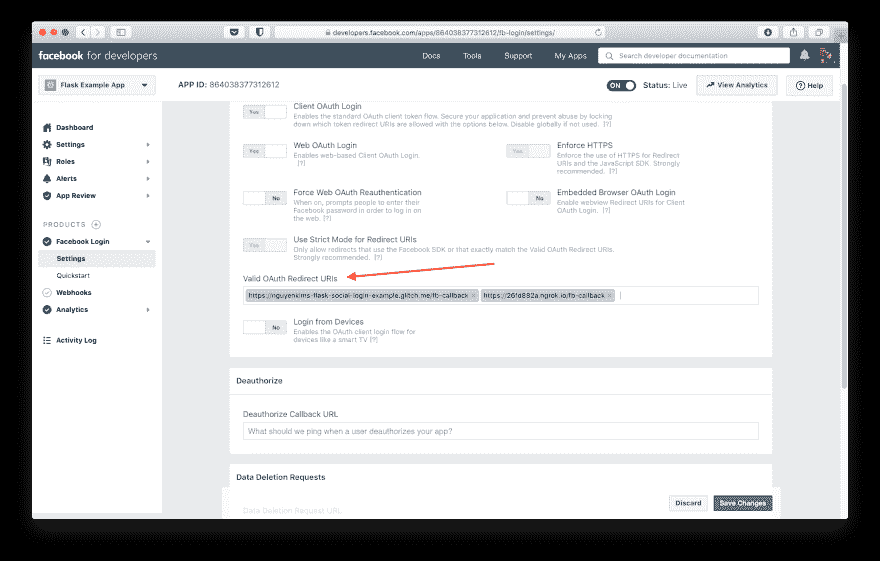 developers.facebook.com/apps/864038377312612/fb-login/settings/
facebook for developers
Docs
Tools
Support
My Apps
Search developer documentation
Flask Example App
APP ID: 864038377312612
ON
Status: Live
View Analytics
Help
Dashboard
Settings
Roles
Alerts
App Review
PRODUCTS
Facebook Login
Settings
Quickstart
Webhooks
Analytics
Activity Log
Yes
Client OAuth Login
Enables the standard OAuth client token flow. Secure your application and prevent abuse by locking
down which token redirect URIs are allowed with the options below. Disable globally if not used. [?]
Yes
Web OAuth Login
Enables web-based Client OAuth Login.
[?]
Yes
Enforce HTTPS
Enforce the use of HTTPS for Redirect
URIs and the JavaScript SDK. Strongly
recommended. [?]
No
Force Web OAuth Reauthentication
When on, prompts people to enter their
Facebook password in order to log in on
the web. [?]
No
Embedded Browser OAuth Login
Enable webview Redirect URIs for Client
OAuth Login. [?]
Yes
Use Strict Mode for Redirect URIs
Only allow redirects that use the Facebook SDK or that exactly match the Valid OAuth Redirect URIs.
Strongly recommended. [?]
Valid OAuth Redirect URIs
https://nguyenkims-flask-social-login-example.glitch.me/fb-callback × https://26fd882a.ngrok.io/fb-callback ×
No
Login from Devices
Enables the OAuth client login flow for
devices like a smart TV [?]
Deauthorize
Deauthorize Callback URL
What should we ping when a user deauthorizes your app?
Data Deletion Requests
Data Deletion Request URL
Discard
Save Changes